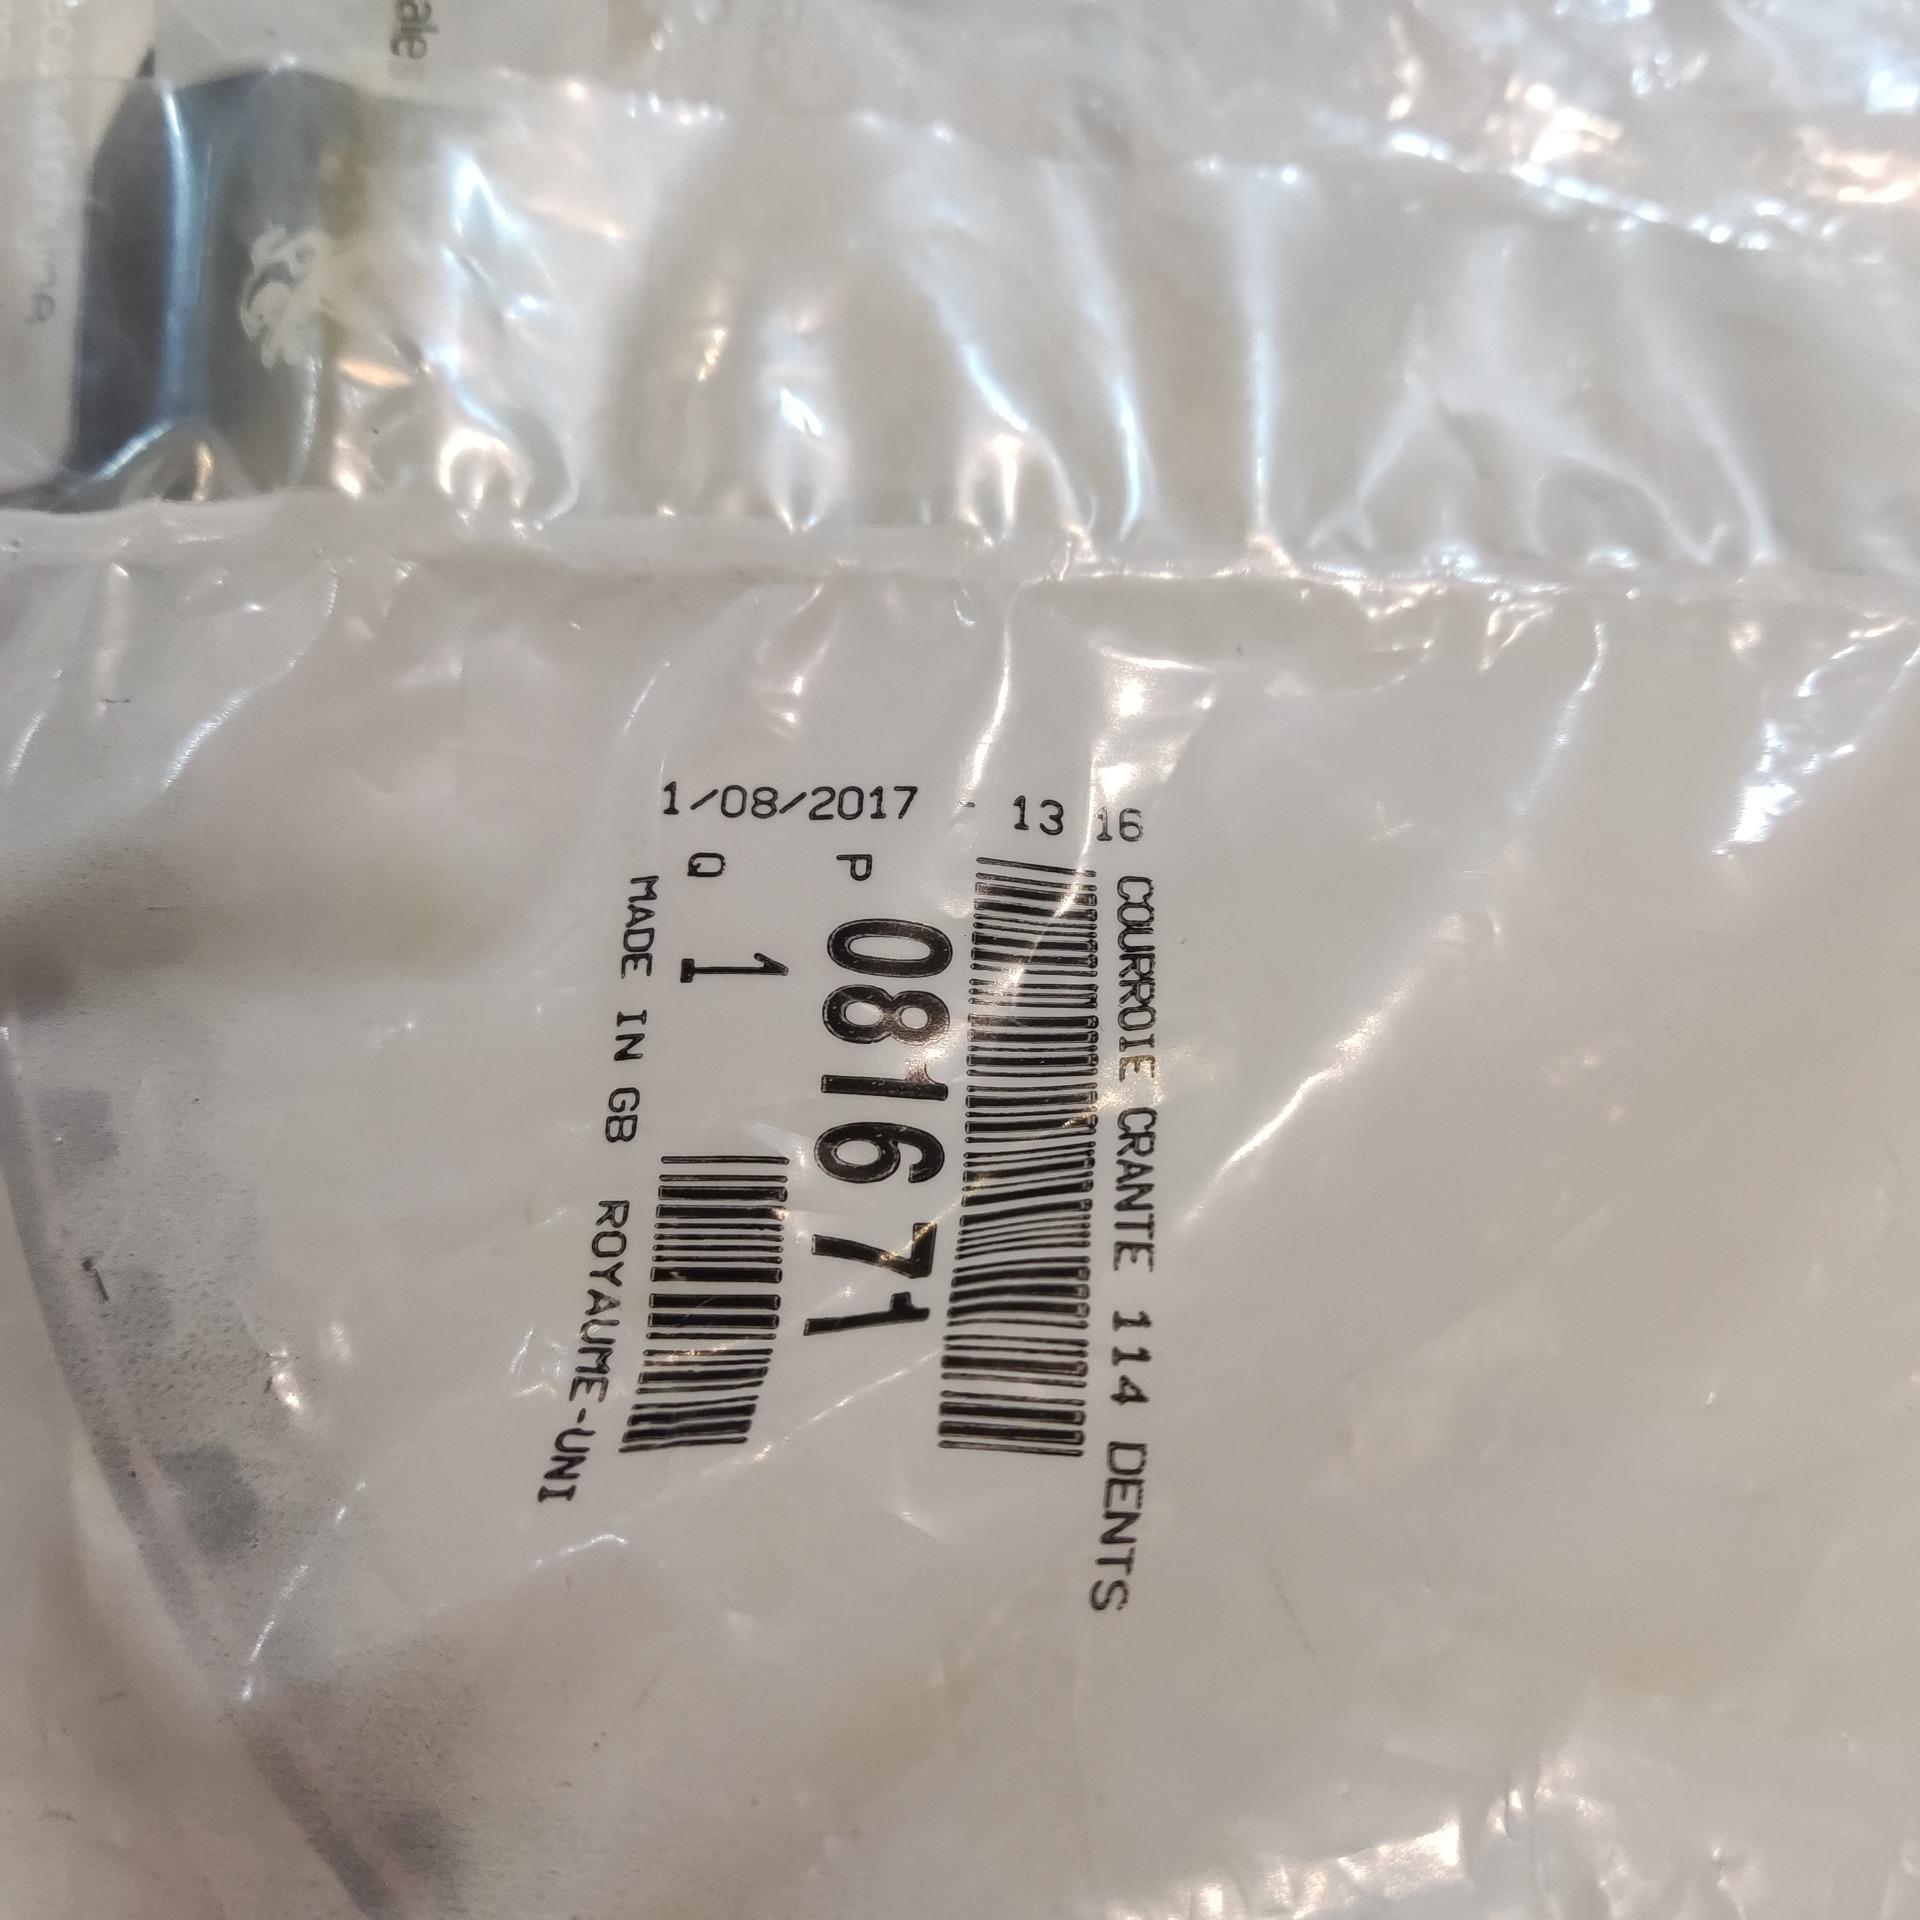 COURROIE CRANTE 114 DENTS
P 081671
Q 1
MADE IN GB ROYAUME-UNI
1/08/2017 - 13 16